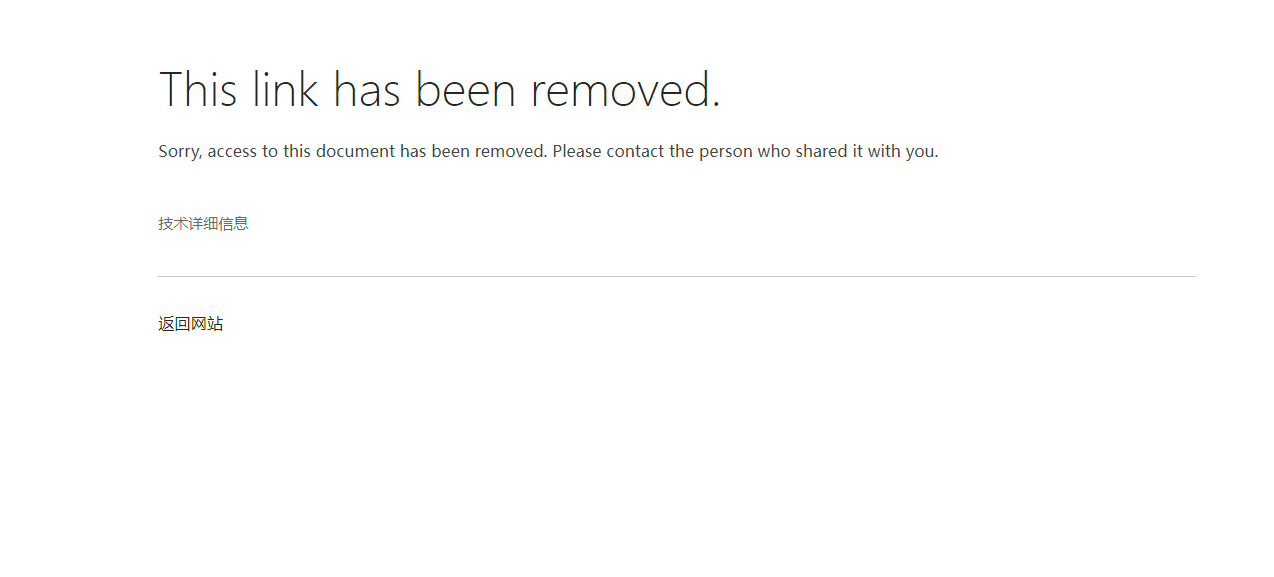 This link has been removed.
Sorry, access to this document has been removed. Please contact the person who shared it with you.
技术详细信息
返回网站